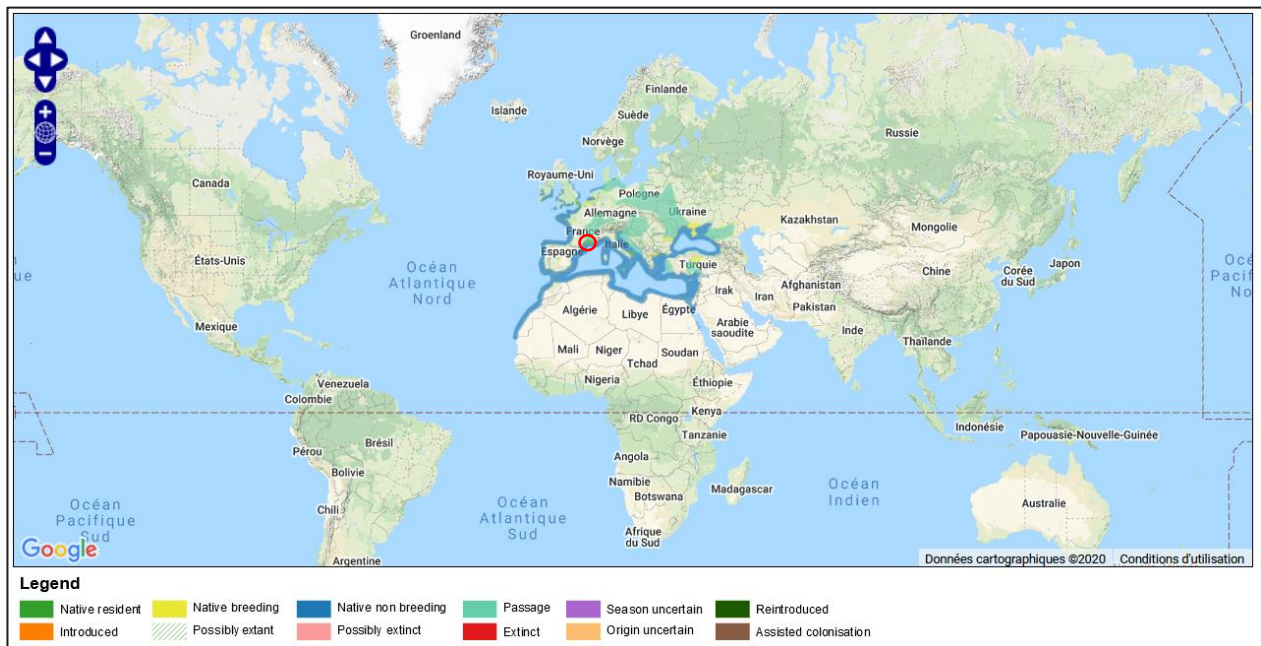 Groenland
Islande
Finlande
Suède
Norvège
Russie
Royaume-Uni
Canada
Pologne
Allemagne
Ukraine
France
Kazakhstan
Mongolie
Italie
Espagne
États-Unis
Turquie
Océan
Atlantique
Nord
Chine
Corée
du Sud
Japon
Océ
Pacif
No
ue
Irak
Iran
Afghanistan
Pakistan
Algérie
Libye
Égypte
Arabie
saoudite
Inde
Mexique
Mali
Niger
Tchad
Soudan
Thaïlande
Venezuela
Colombie
Nigeria
Éthiopie
RD Congo
Kenya
Tanzanie
Indonésie
Papouasie-Nouvelle-Guinée
Brésil
Pérou
Bolivie
Angola
Namibie
Botswana
Madagascar
Océan
Indien
Océan
Pacifique
Sud
Chili
Océan
Atlantique
Sud
Afrique
du Sud
Australie
Argentine
Google
Données cartographiques ©2020 Conditions d'utilisation
Legend
Native resident Native breeding Native non breeding Passage Season uncertain Reintroduced
Introduced Possibly extant Possibly extinct Extinct Origin uncertain Assisted colonisation